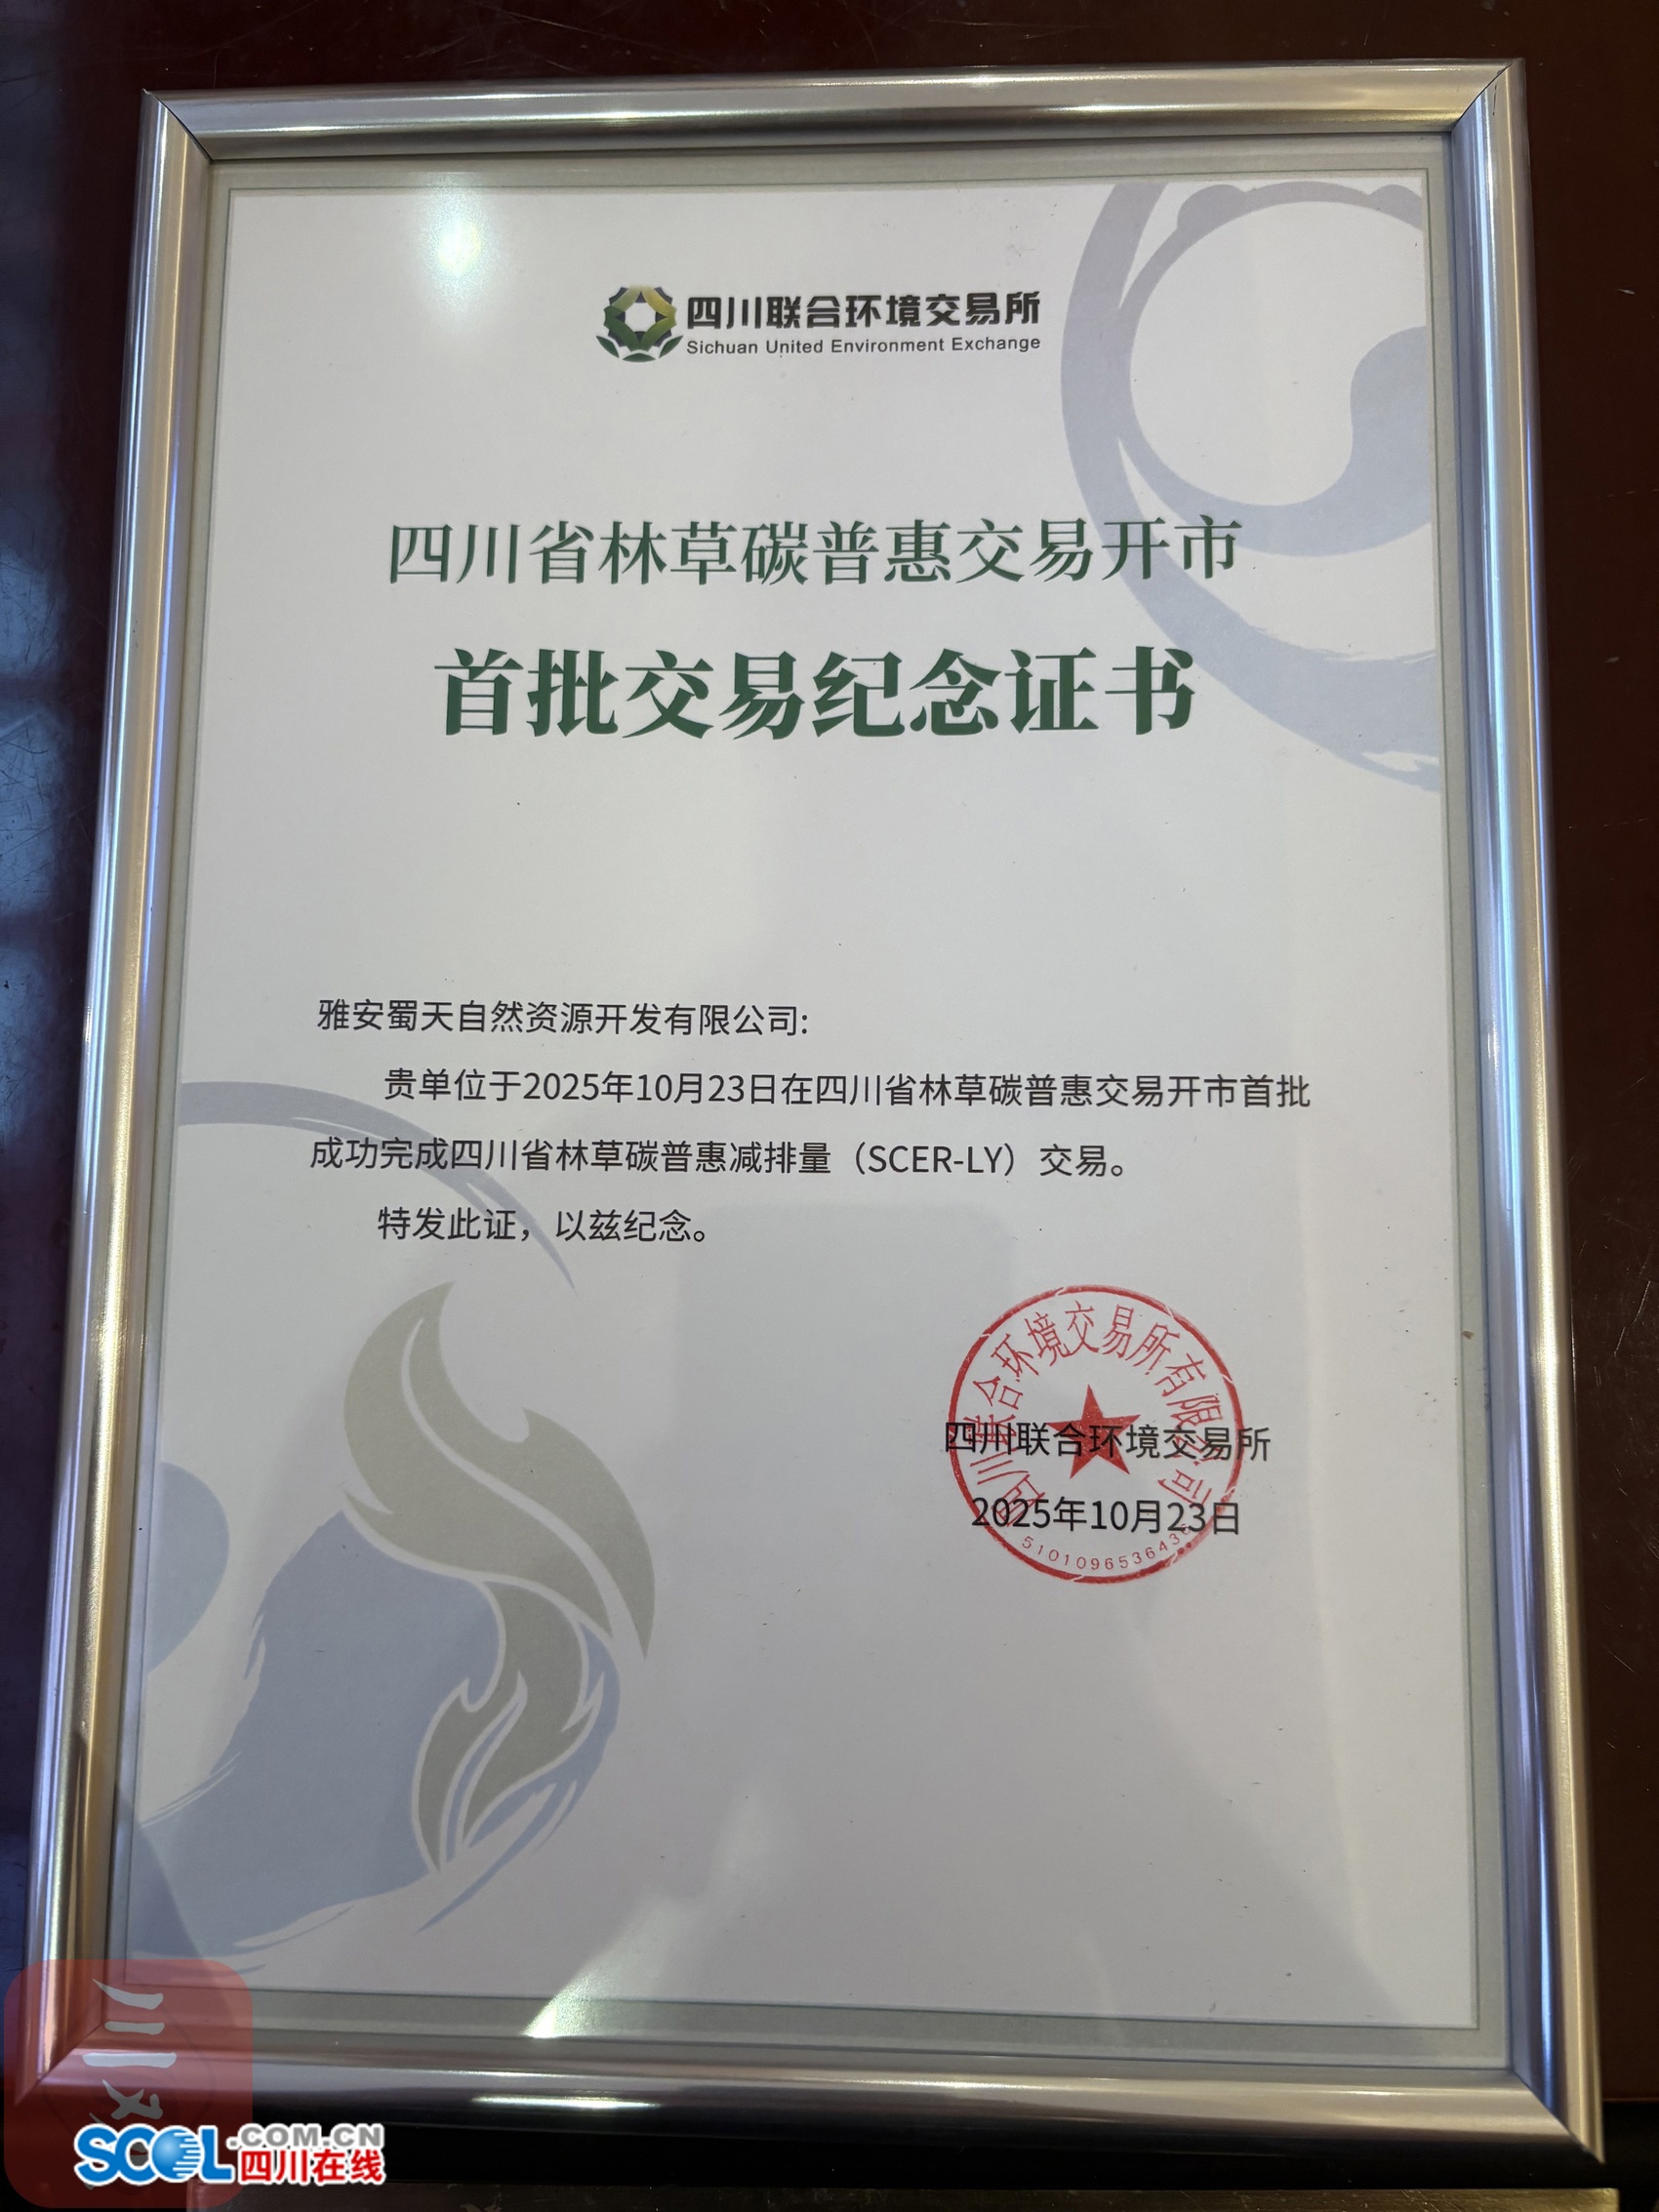 四川联合环境交易所
Sichuan United Environment Exchange
四川省林草碳普惠交易开市
首批交易纪念证书
雅安蜀天自然资源开发有限公司:
贵单位于2025年10月23日在四川省林草碳普惠交易开市首批
成功完成四川省林草碳普惠减排量（SCER-LY）交易。
特发此证，以兹纪念。
四川联合环境交易所有限公司
四川联合环境交易所
2025年10月23日
SCOL.COM.CN
四川在线